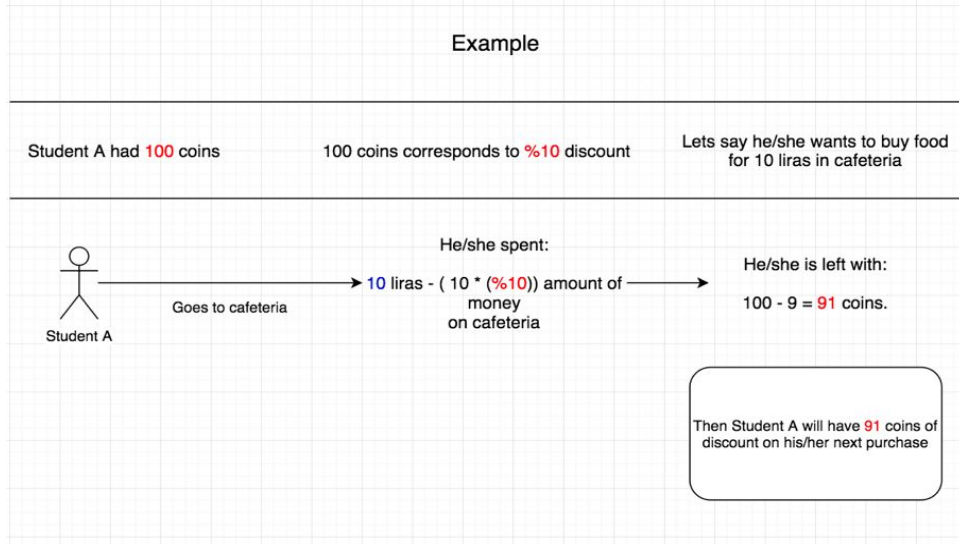 Example
Student A had 100 coins
100 coins corresponds to %10 discount
Lets say he/she wants to buy food
for 10 liras in cafeteria
Student A
Goes to cafeteria
He/she spent:
10 liras - ( 10 * (%10)) amount of
money
on cafeteria
He/she is left with:
100 - 9 = 91 coins.
Then Student A will have 91 coins of
discount on his/her next purchase